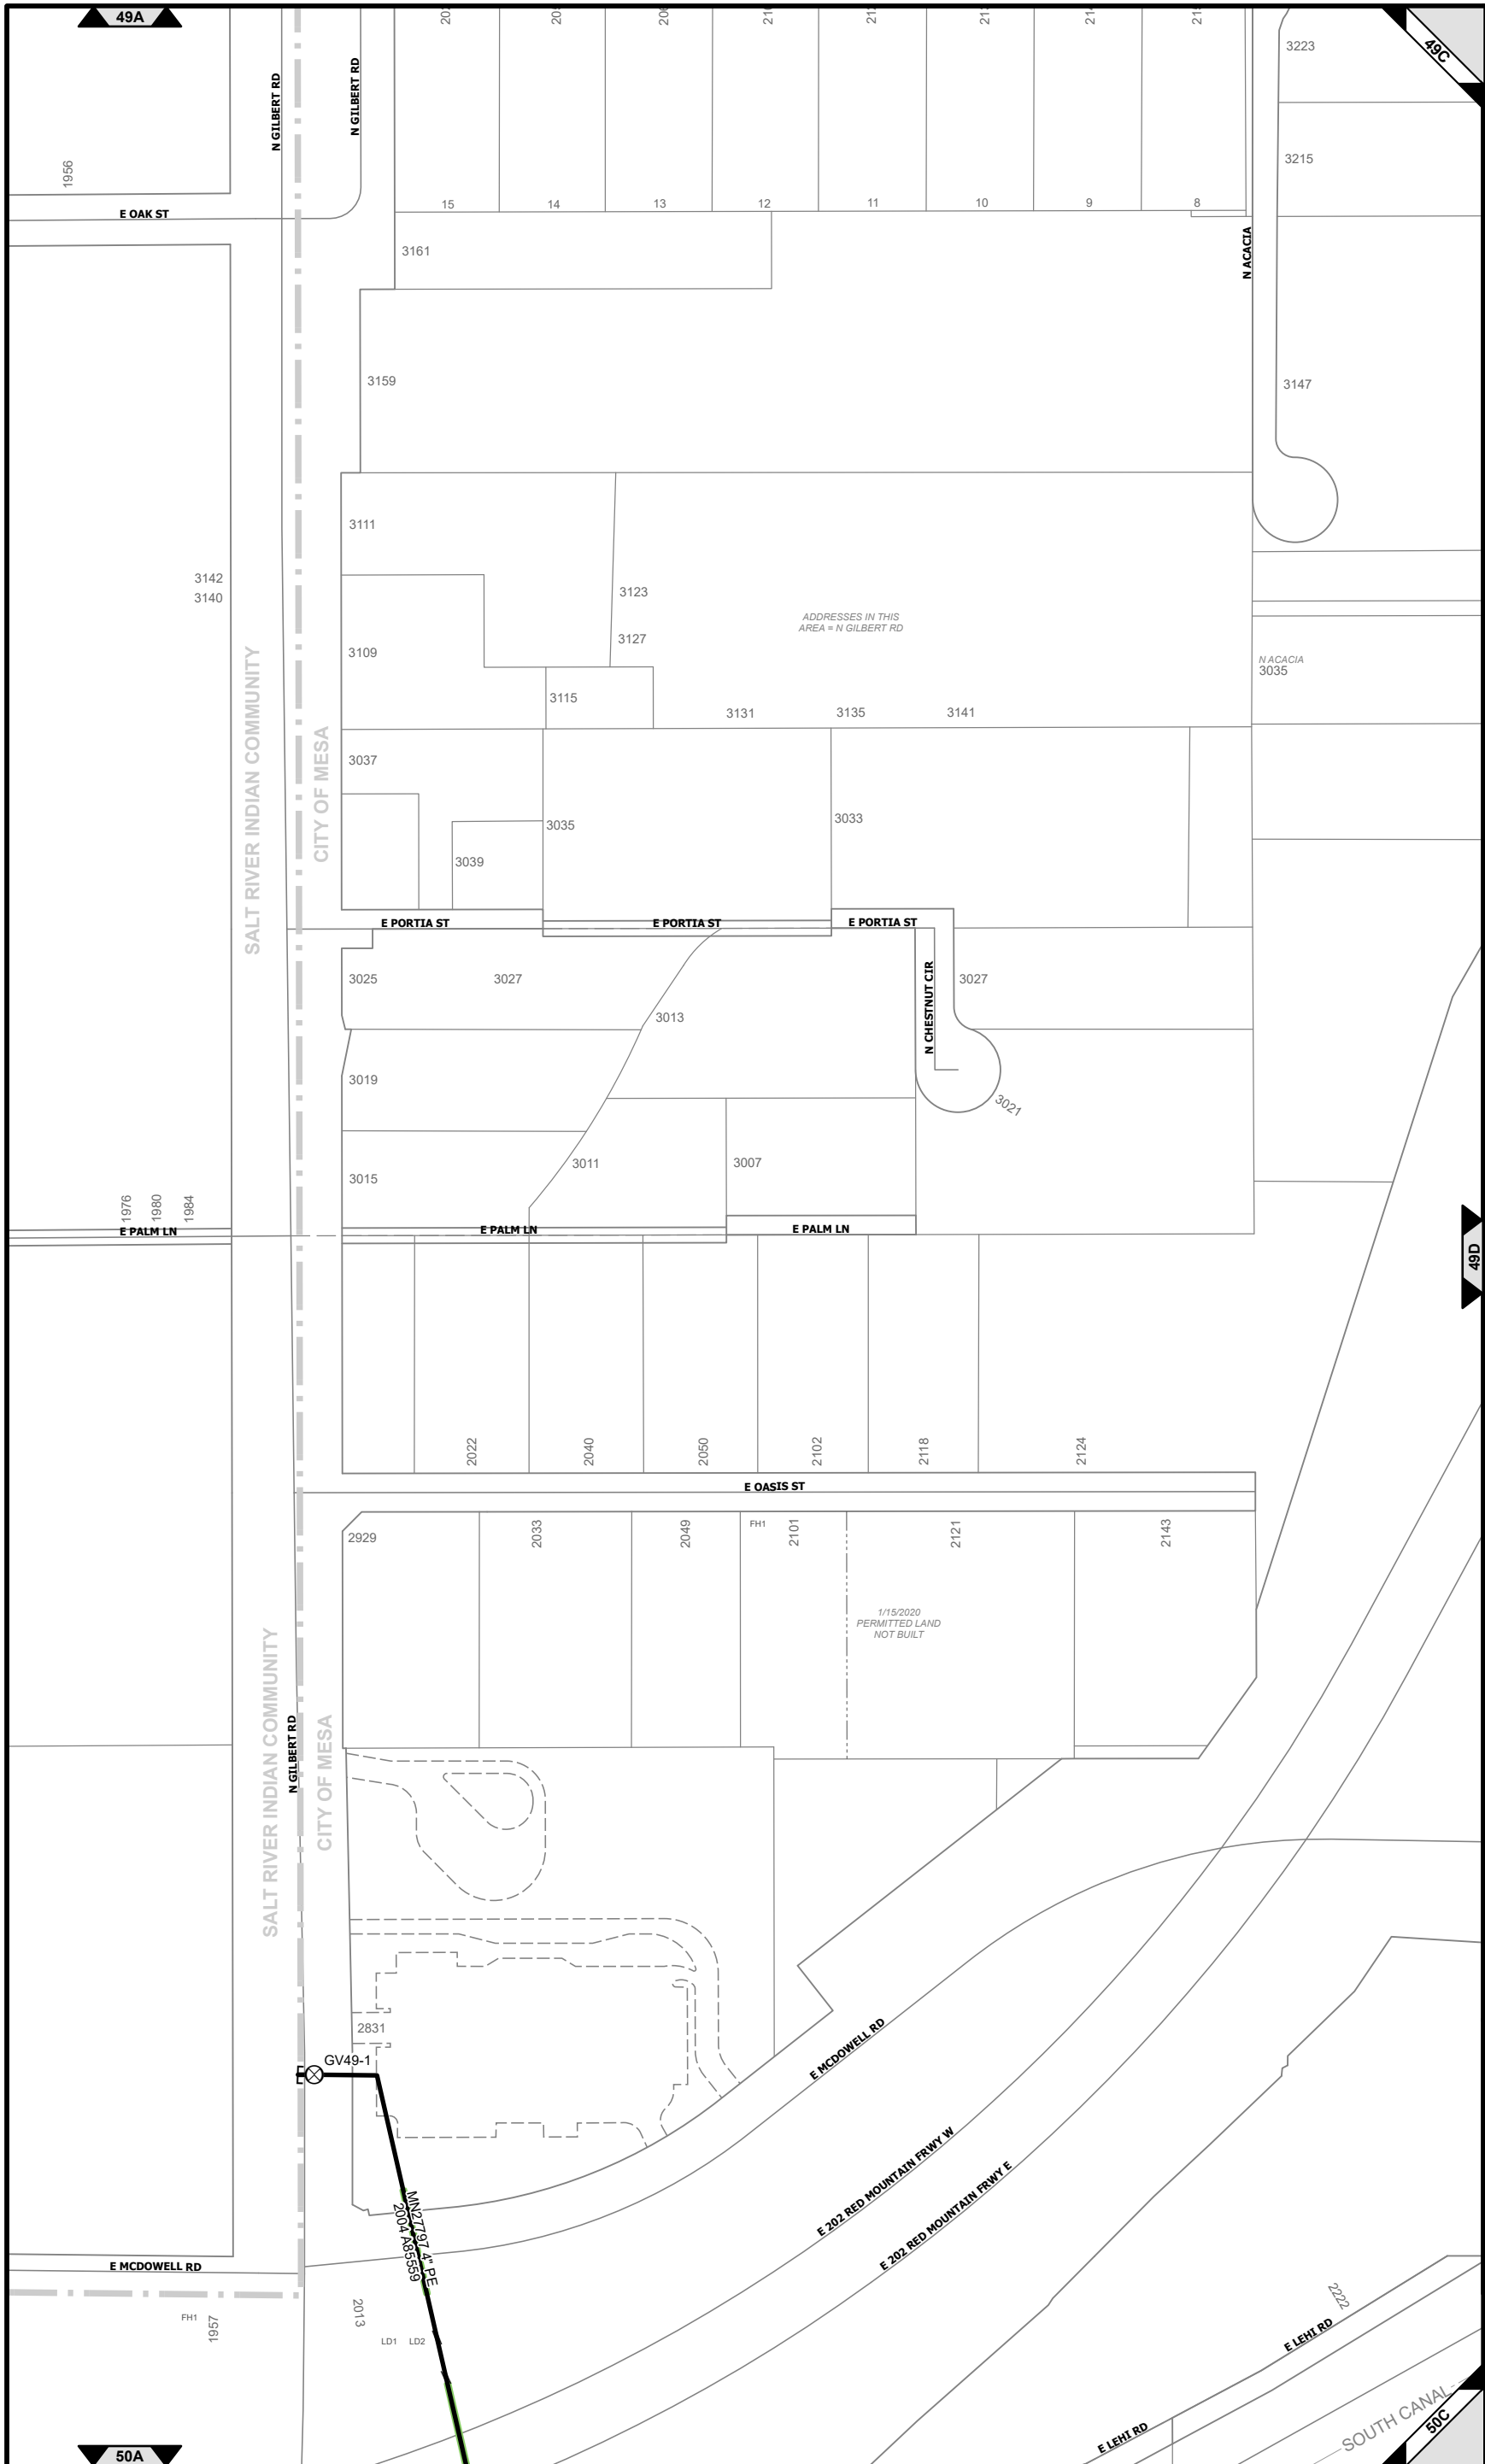 49A
49C
N GILBERT RD
N GILBERT RD
3223
3215
1956
E OAK ST
15
14
13
12
11
10
9
8
3161
N ACACIA
3159
3147
3111
3142
3140
3123
3127
ADDRESSES IN THIS
AREA = N GILBERT RD
3109
N ACACIA
3035
3115
3131
3135
3141
SALT RIVER INDIAN COMMUNITY
CITY OF MESA
3037
3035
3033
3039
E PORTIA ST
E PORTIA ST
E PORTIA ST
3025
3027
N CHESTNUT CIR
3027
3013
3019
3021
3011
3007
3015
1976
1980
1984
E PALM LN
E PALM LN
E PALM LN
49D
2022
2040
2050
2102
2118
2124
E OASIS ST
2929
2033
2049
FH1
2101
2121
2143
1/15/2020
PERMITTED LAND
NOT BUILT
SALT RIVER INDIAN COMMUNITY
N GILBERT RD
CITY OF MESA
2831
GV49-1
E MCDOWELL RD
E 202 RED MOUNTAIN FRWY W
E 202 RED MOUNTAIN FRWY E
MN27797 4" PE
2004 A85559
E MCDOWELL RD
FH1
1957
2013
LD1
LD2
2222
E LEHI RD
E LEHI RD
SOUTH CANAL
50A
50C